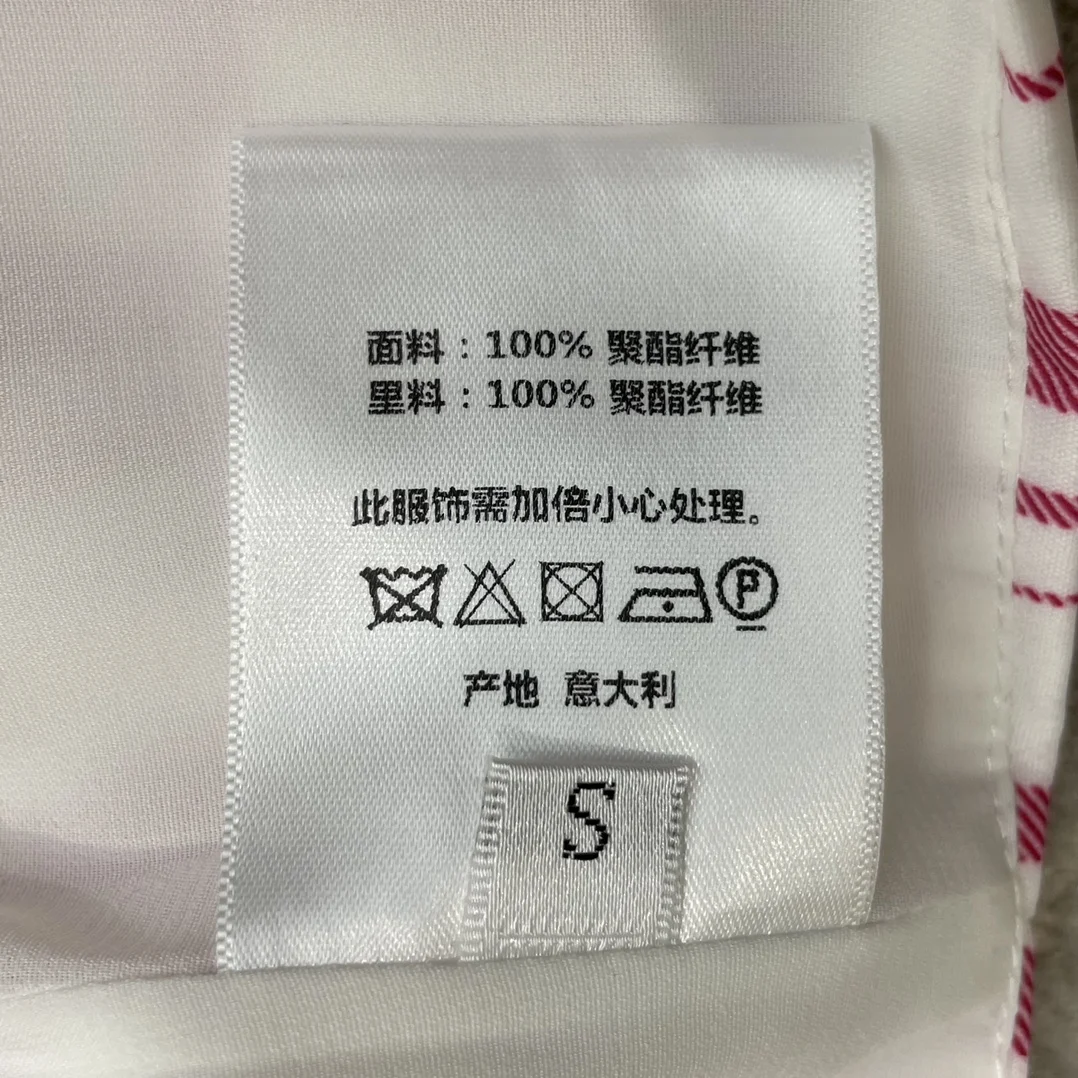 面料：100% 聚酯纤维
里料：100% 聚酯纤维
此服饰需加倍小心处理。
P
产地 意大利
S